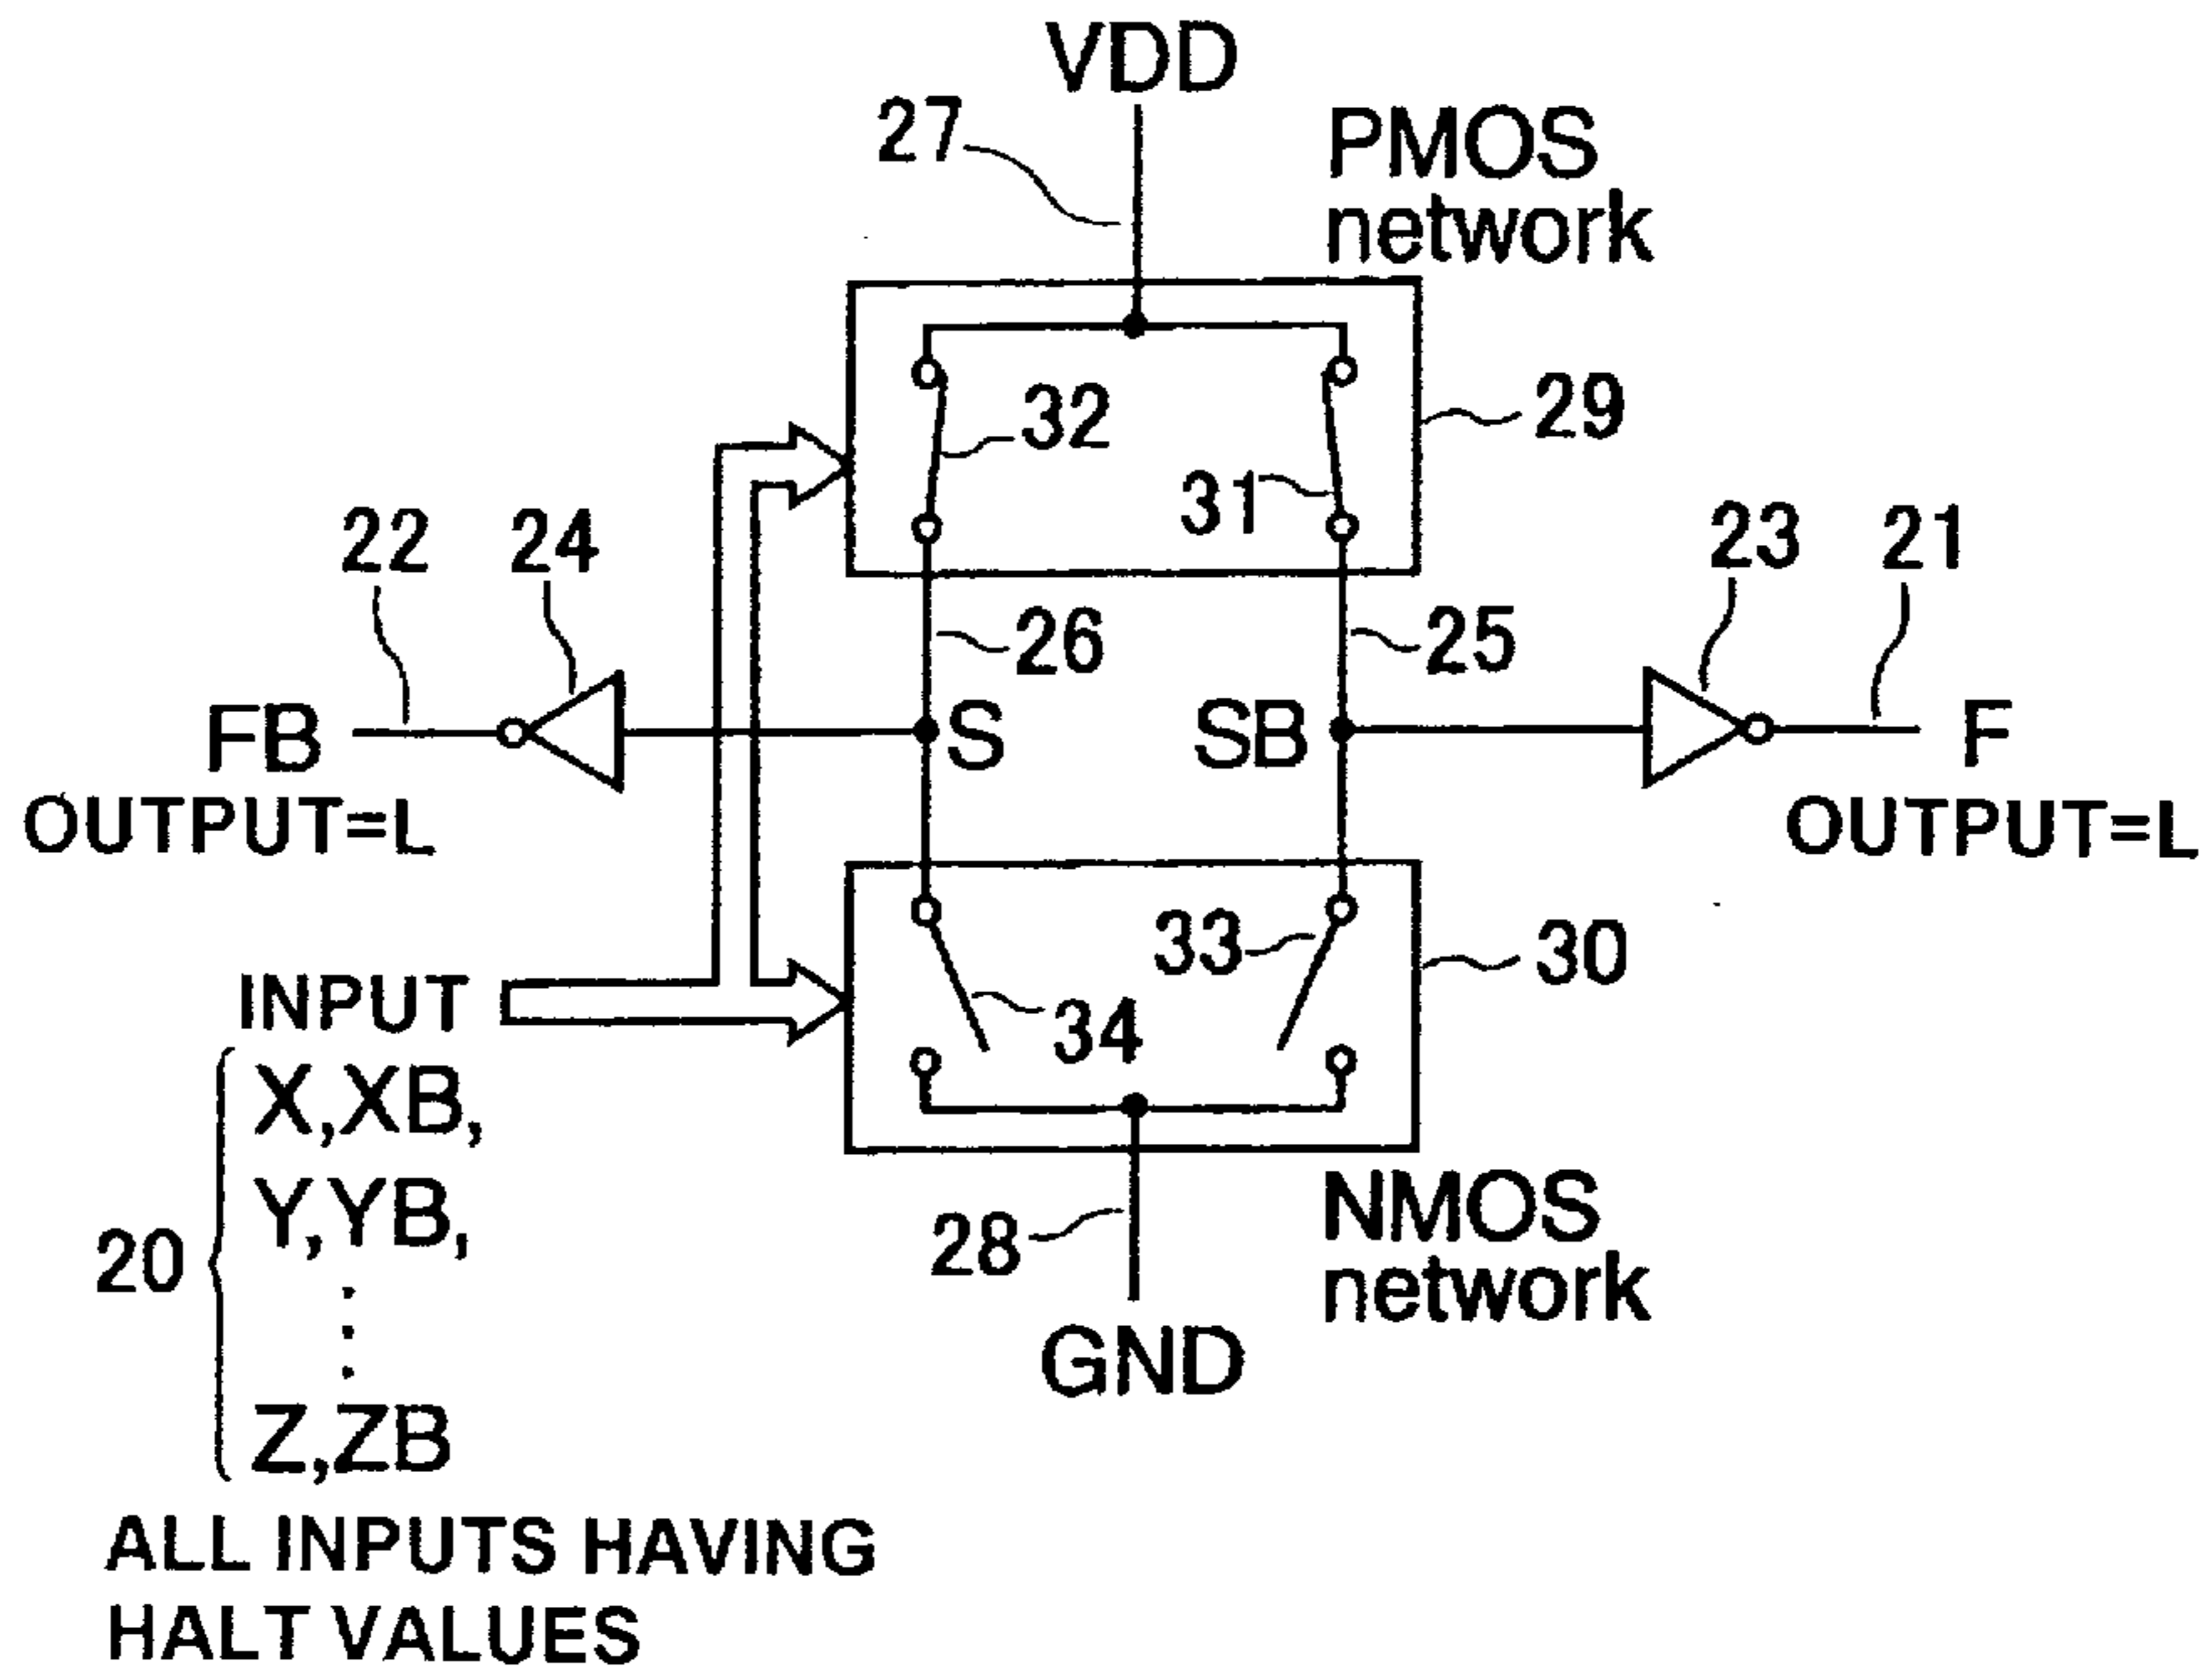 VDD
27
PMOS
network
32
29
31
22
24
23
21
26
25
FB
S
SB
F
OUTPUT=L
OUTPUT=L
33
30
INPUT
34
X,XB,
Y,YB,
20
28
NMOS
network
GND
Z,ZB
ALL INPUTS HAVING
HALT VALUES